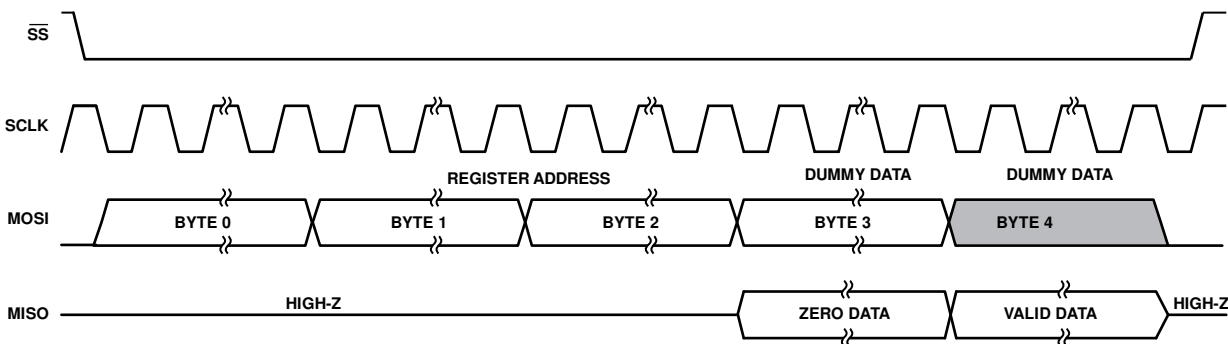 SS
SCLK
REGISTER ADDRESS DUMMY DATA DUMMY DATA
MOSI BYTE 0 BYTE 1 BYTE 2 BYTE 3 BYTE 4
MISO HIGH-Z ZERO DATA VALID DATA HIGH-Z